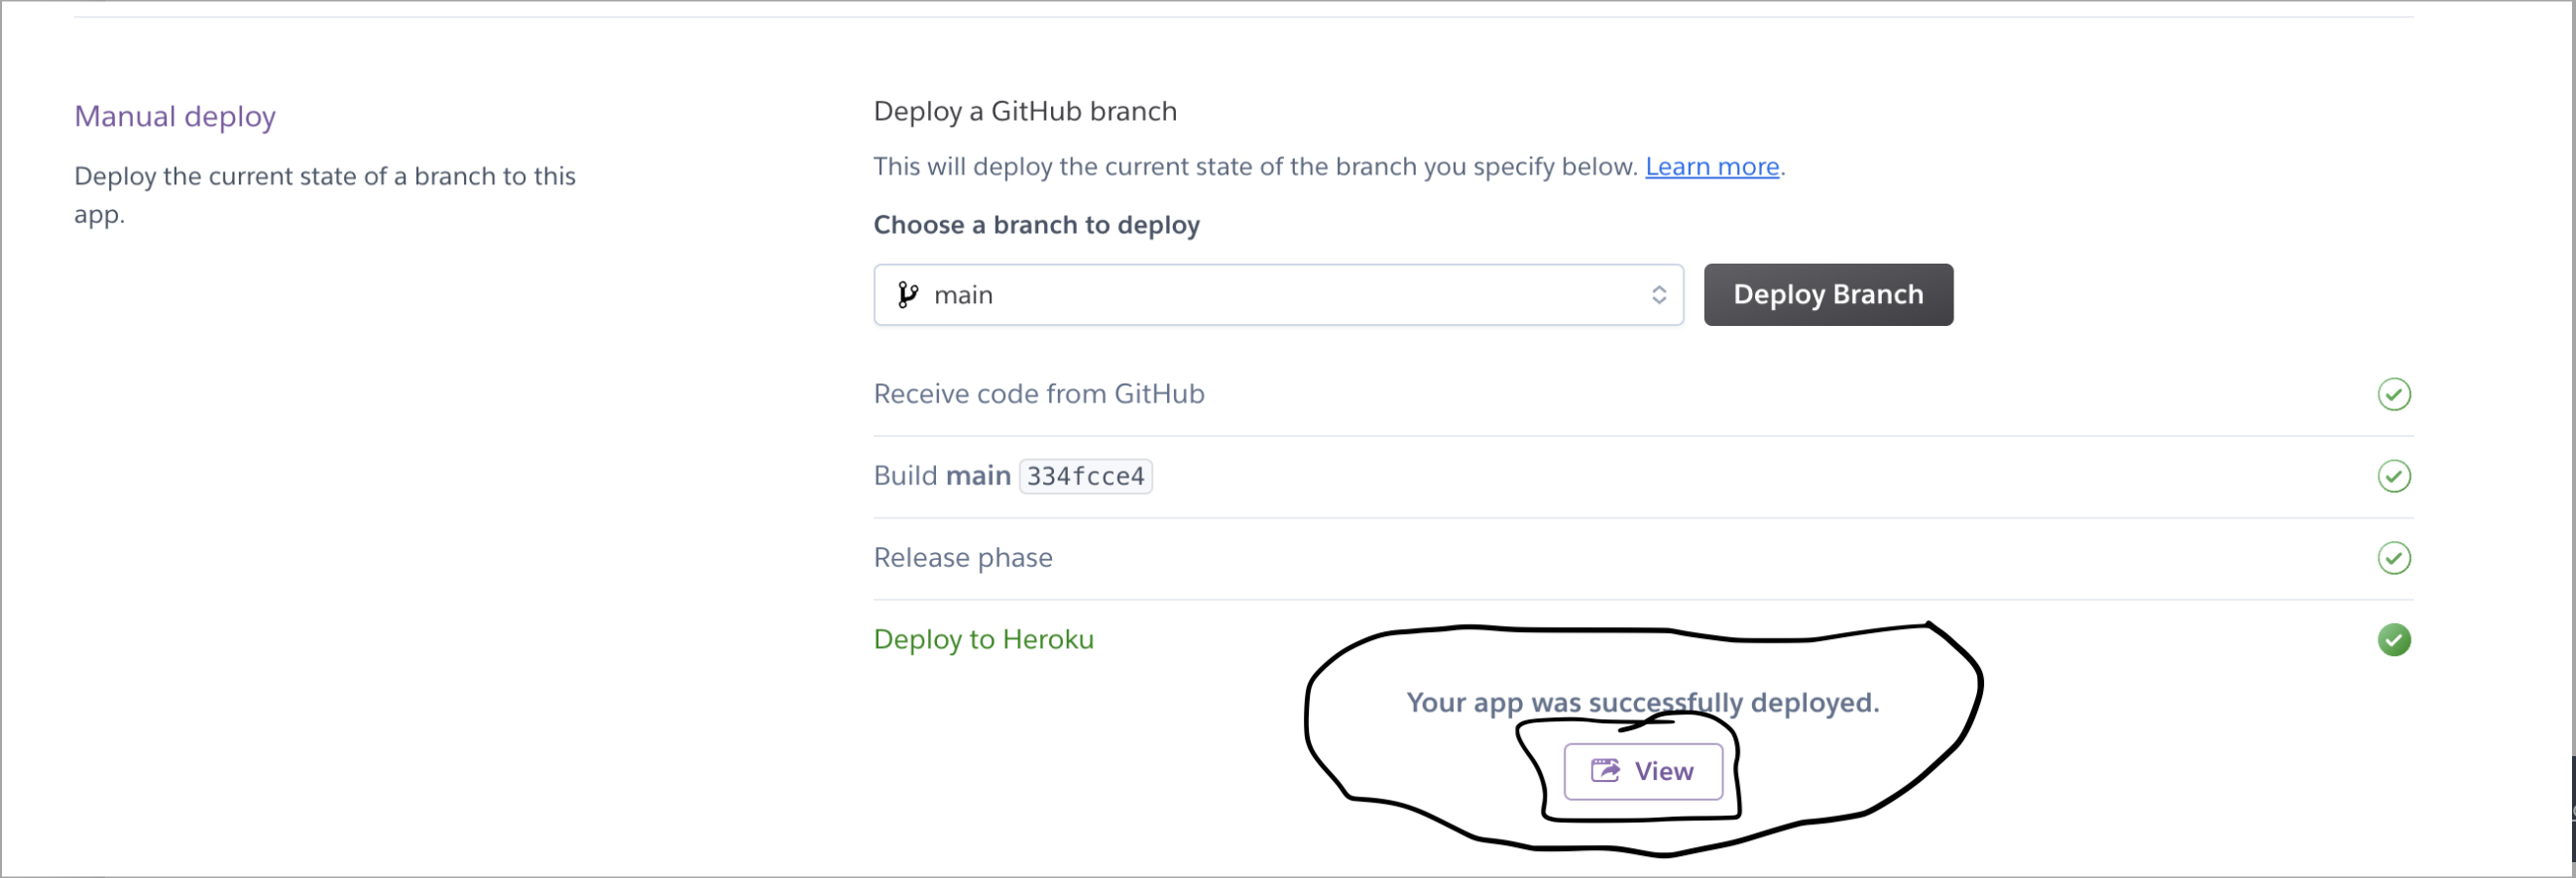 Manual deploy
Deploy the current state of a branch to this
app.
Deploy a GitHub branch
This will deploy the current state of the branch you specify below. Learn more.
Choose a branch to deploy
main
Deploy Branch
Receive code from GitHub
Build main 334fcce4
Release phase
Deploy to Heroku
Your app was successfully deployed.
View